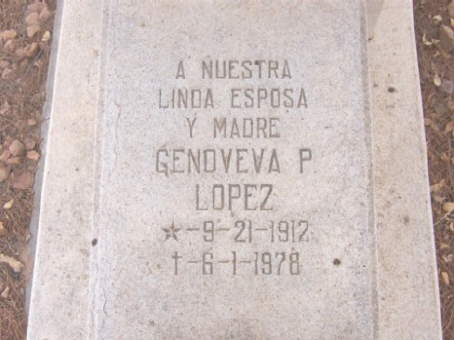 A NUESTRA
LINDA ESPOSA
Y MADRE
GENOVEVA P.
LOPEZ
★-9-21-1912
†-6-1-1978